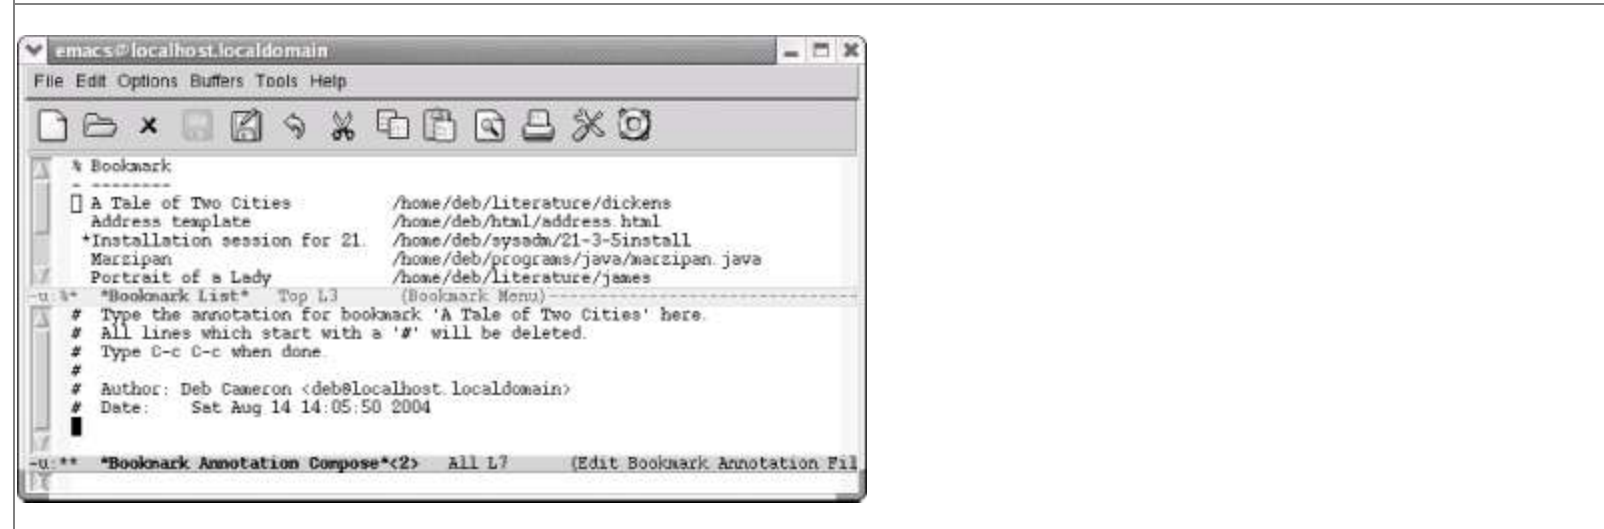 emacs@localhost.localdomain
File Edit Options Buffers Tools Help
% Bookmark
- --------
A Tale of Two Cities /home/deb/literature/dickens
Address template /home/deb/html/address.html
*Installation session for 21. /home/deb/sysadm/21-3-5install
Marzipan /home/deb/programs/java/marzipan.java
Portrait of a Lady /home/deb/literature/james
-u:%* *Bookmark List* Top L3 (Bookmark Menu)--------------------------------
# Type the annotation for bookmark 'A Tale of Two Cities' here.
# All lines which start with a '#' will be deleted.
# Type C-c C-c when done.
#
# Author: Deb Cameron <deb@localhost.localdomain>
# Date: Sat Aug 14 14:05:50 2004
-u:** *Bookmark Annotation Compose*<2> All L7 (Edit Bookmark Annotation Fil